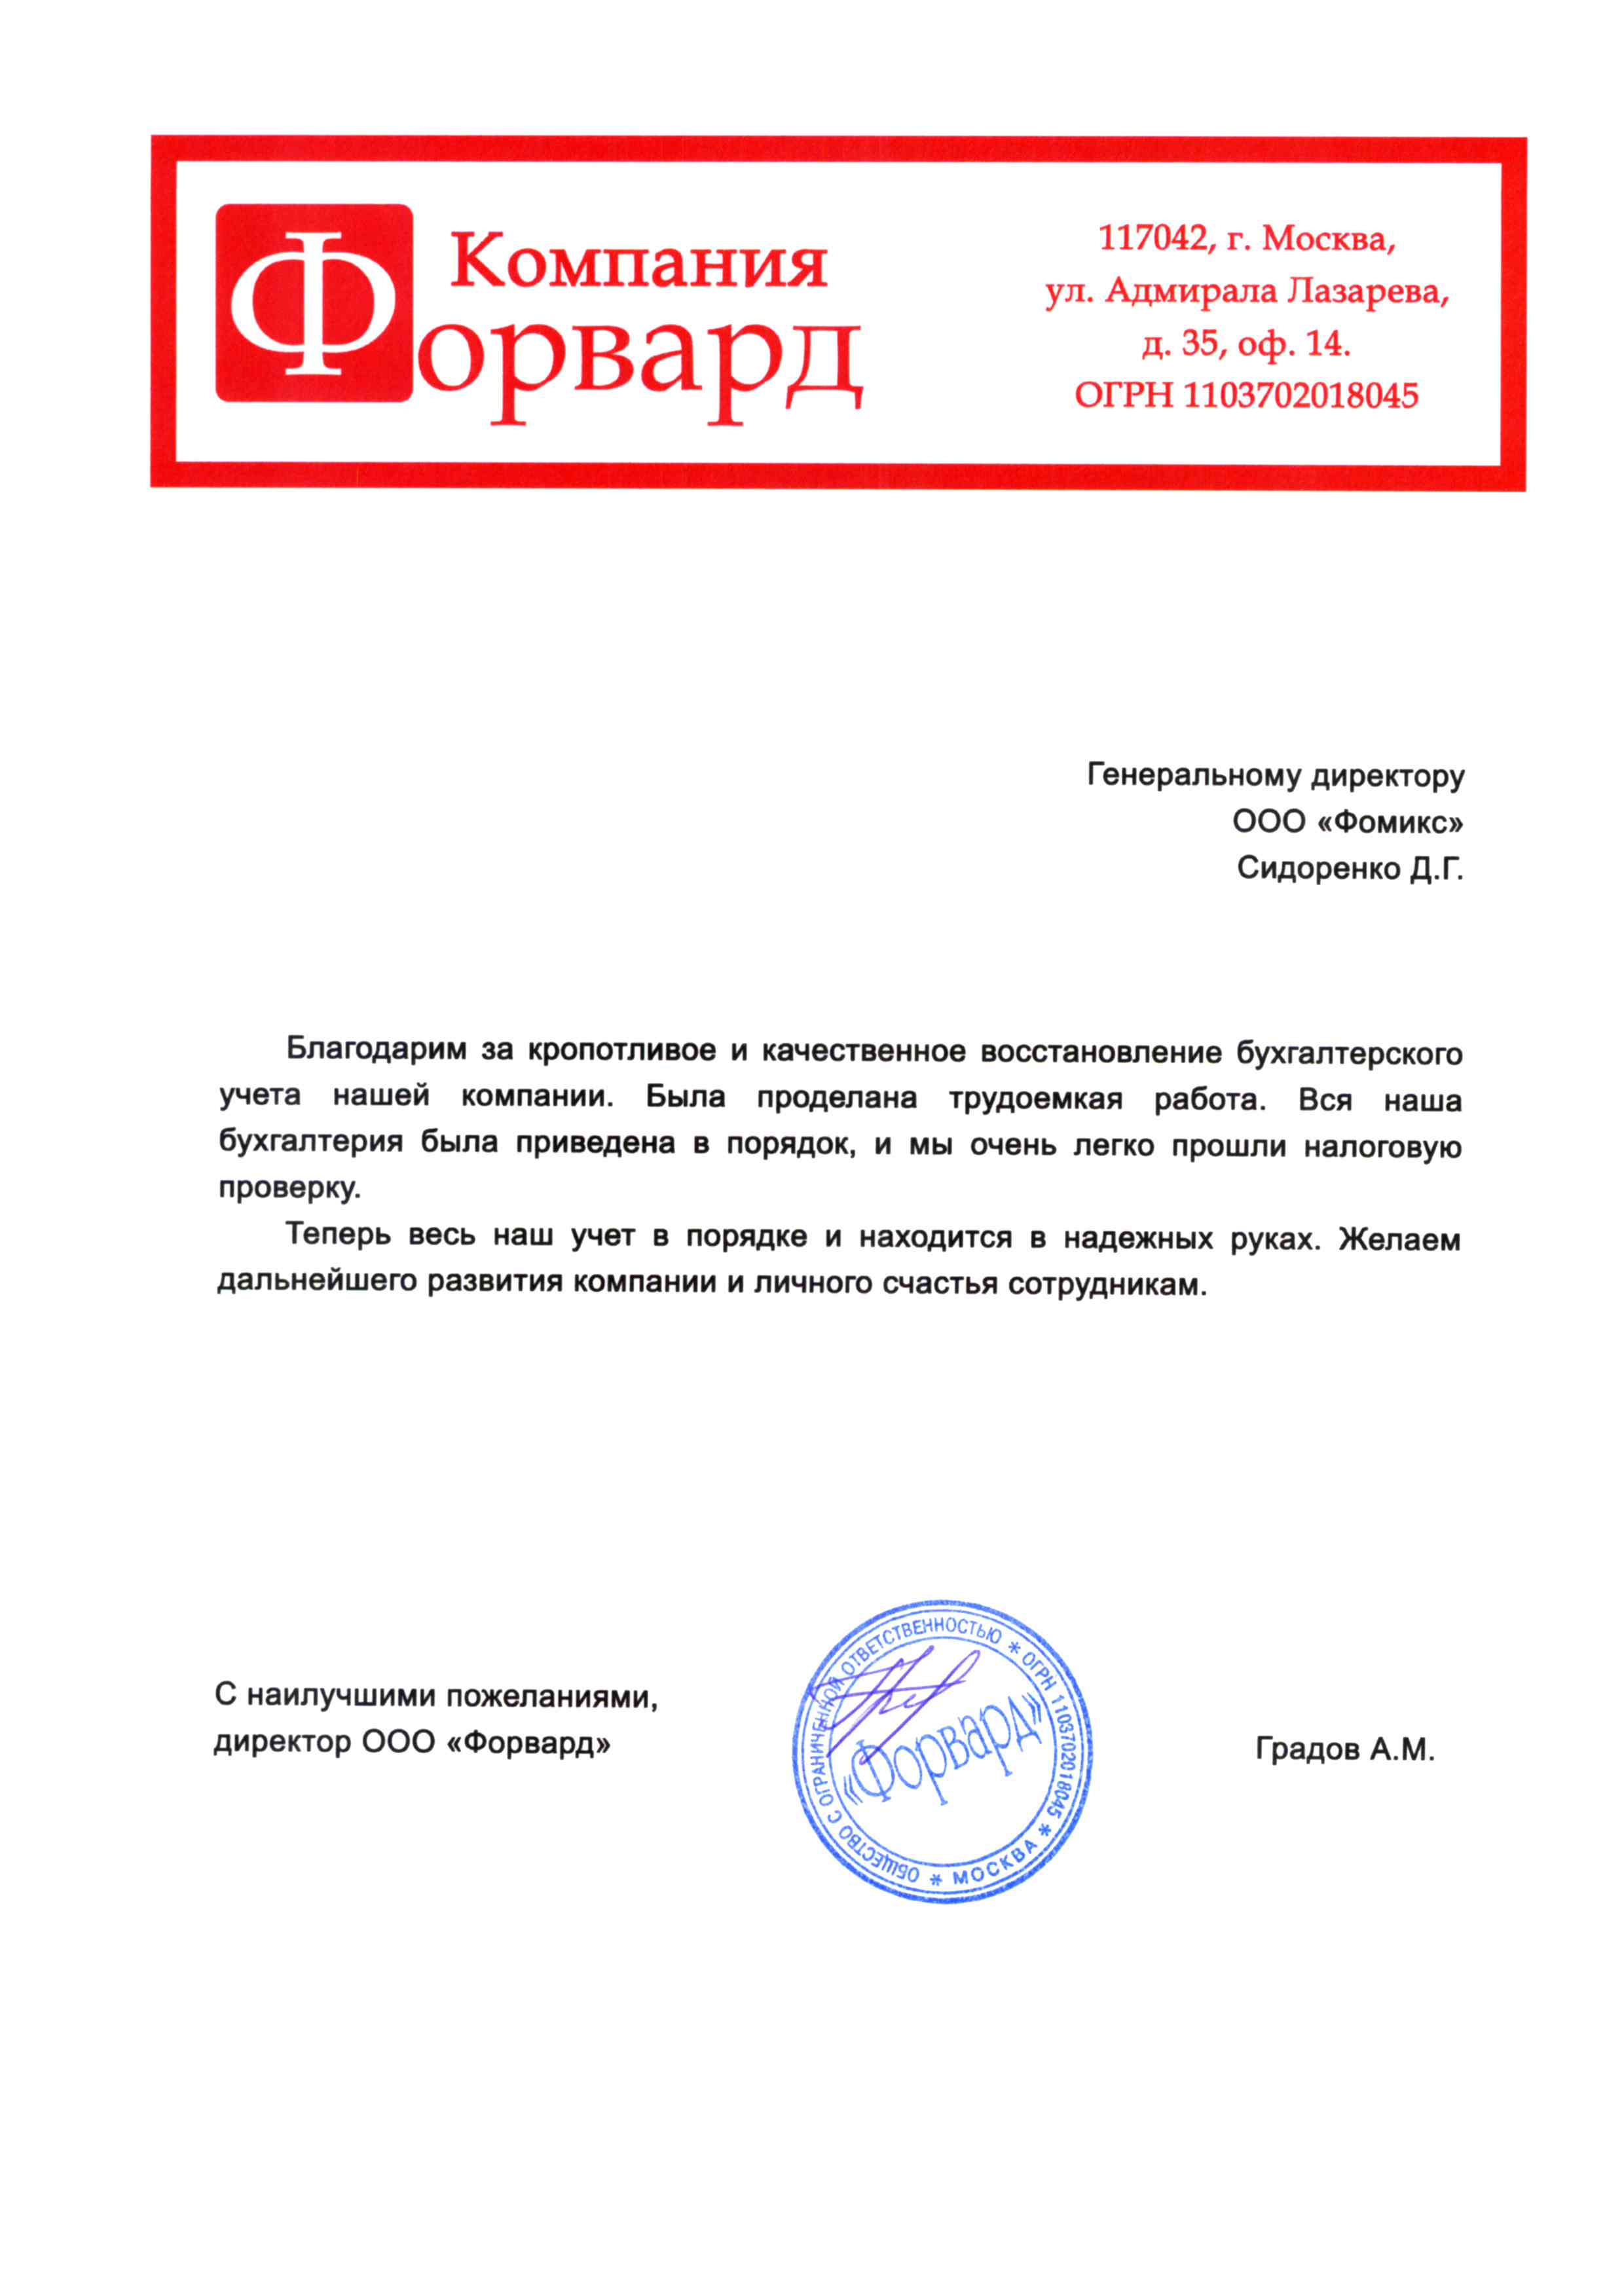 Компания
Форвард
117042, г. Москва,
ул. Адмирала Лазарева,
д. 35, оф. 14.
ОГРН 1103702018045
Генеральному директору
ООО «Фомикс»
Сидоренко Д.Г.
Благодарим за кропотливое и качественное восстановление бухгалтерского
учета нашей компании. Была проделана трудоемкая работа. Вся наша
бухгалтерия была приведена в порядок, и мы очень легко прошли налоговую
проверку.
Теперь весь наш учет в порядке и находится в надежных руках. Желаем
дальнейшего развития компании и личного счастья сотрудникам.
С наилучшими пожеланиями,
директор ООО «Форвард»
ОБЩЕСТВО С ОГРАНИЧЕННОЙ ОТВЕТСТВЕННОСТЬЮ * ОГРН 1103702018045 * МОСКВА *
«Форвард»
Градов А.М.